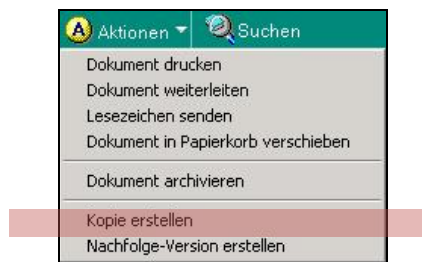 A Aktionen Suchen
Dokument drucken
Dokument weiterleiten
Lesezeichen senden
Dokument in Papierkorb verschieben
Dokument archivieren
Kopie erstellen
Nachfolge-Version erstellen